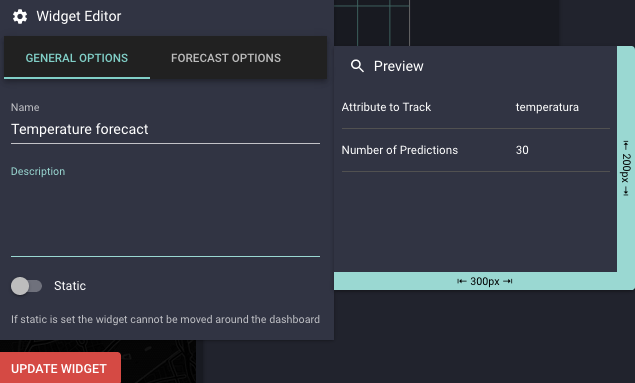 Widget Editor
GENERAL OPTIONS
FORECAST OPTIONS
Name
Temperature forecact
Description
Static
If static is set the widget cannot be moved around the dashboard
UPDATE WIDGET
Preview
Attribute to Track temperatura
Number of Predictions 30
200px
300px